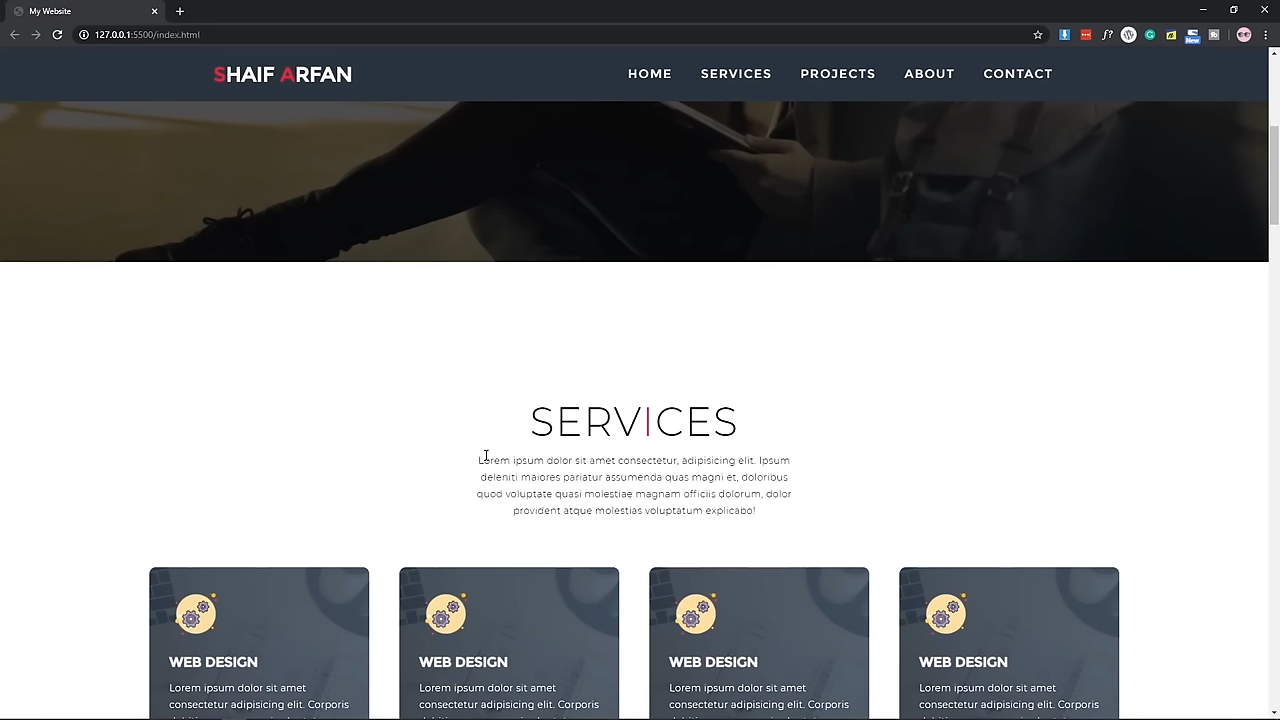 My Website
127.0.0.1:5500/index.html
New
SHAIF ARFAN
HOME SERVICES PROJECTS ABOUT CONTACT
SERVICES
Lorem ipsum dolor sit amet consectetur, adipisicing elit. Ipsum
deleniti maiores pariatur assumenda quas magni et, doloribus
quod voluptate quasi molestiae magnam officiis dolorum, dolor
provident atque molestias voluptatum explicabo!
WEB DESIGN
Lorem ipsum dolor sit amet
consectetur adipisicing elit. Corporis
WEB DESIGN
Lorem ipsum dolor sit amet
consectetur adipisicing elit. Corporis
WEB DESIGN
Lorem ipsum dolor sit amet
consectetur adipisicing elit. Corporis
WEB DESIGN
Lorem ipsum dolor sit amet
consectetur adipisicing elit. Corporis